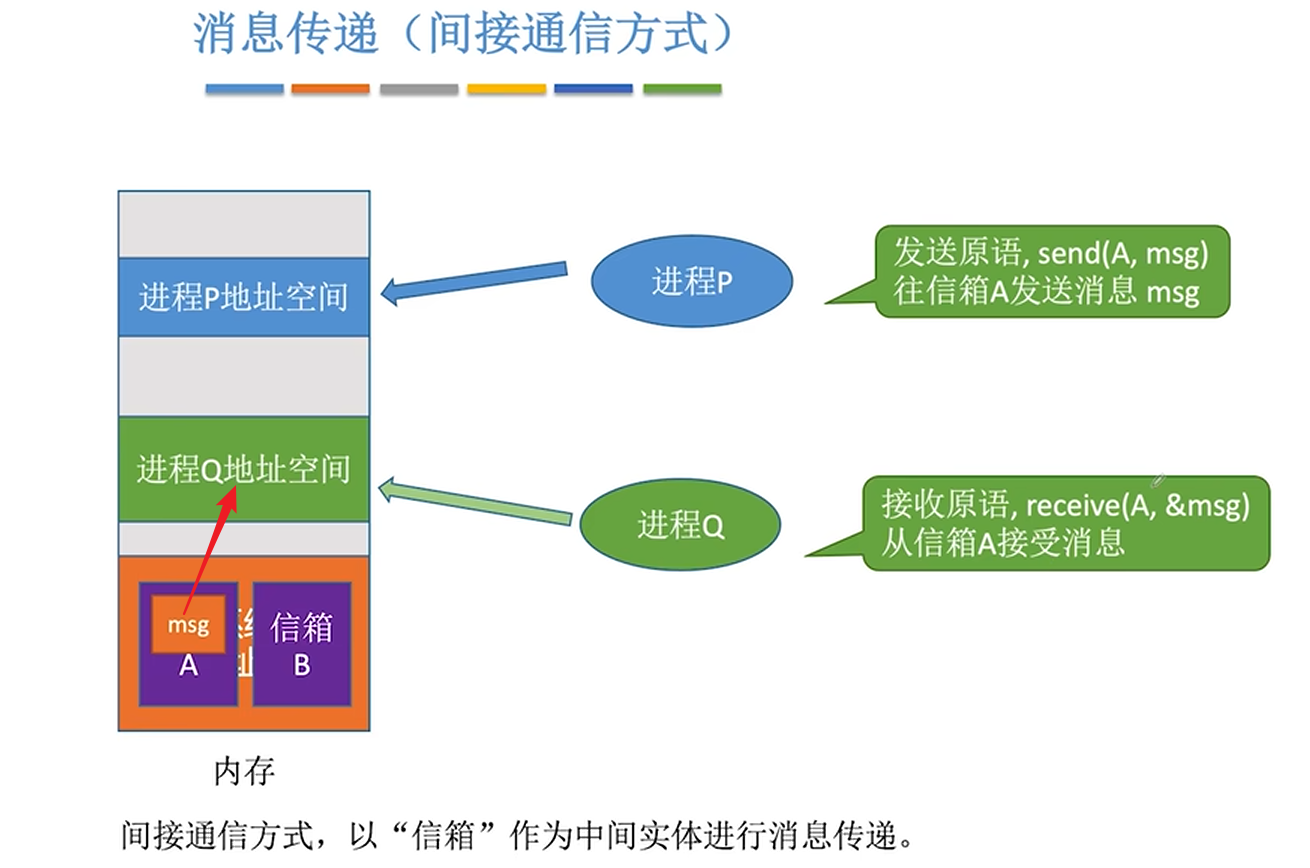 消息传递（间接通信方式）
进程P地址空间
进程P
发送原语, send(A, msg)
往信箱A发送消息 msg
进程Q地址空间
进程Q
接收原语, receive(A, &msg)
从信箱A接受消息
msg
A
信箱
B
内存
间接通信方式，以“信箱”作为中间实体进行消息传递。